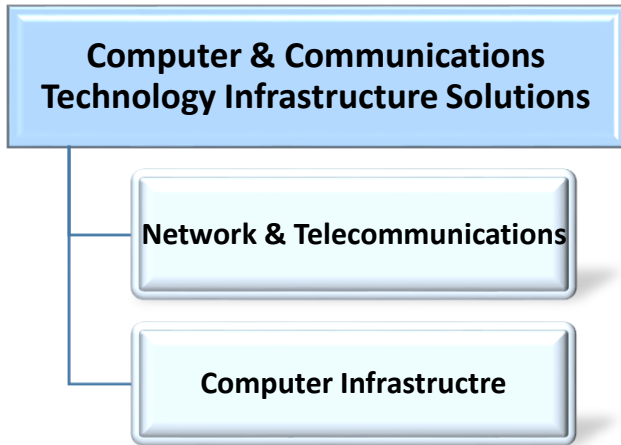 Computer & Communications
Technology Infrastructure Solutions
Network & Telecommunications
Computer Infrastructre